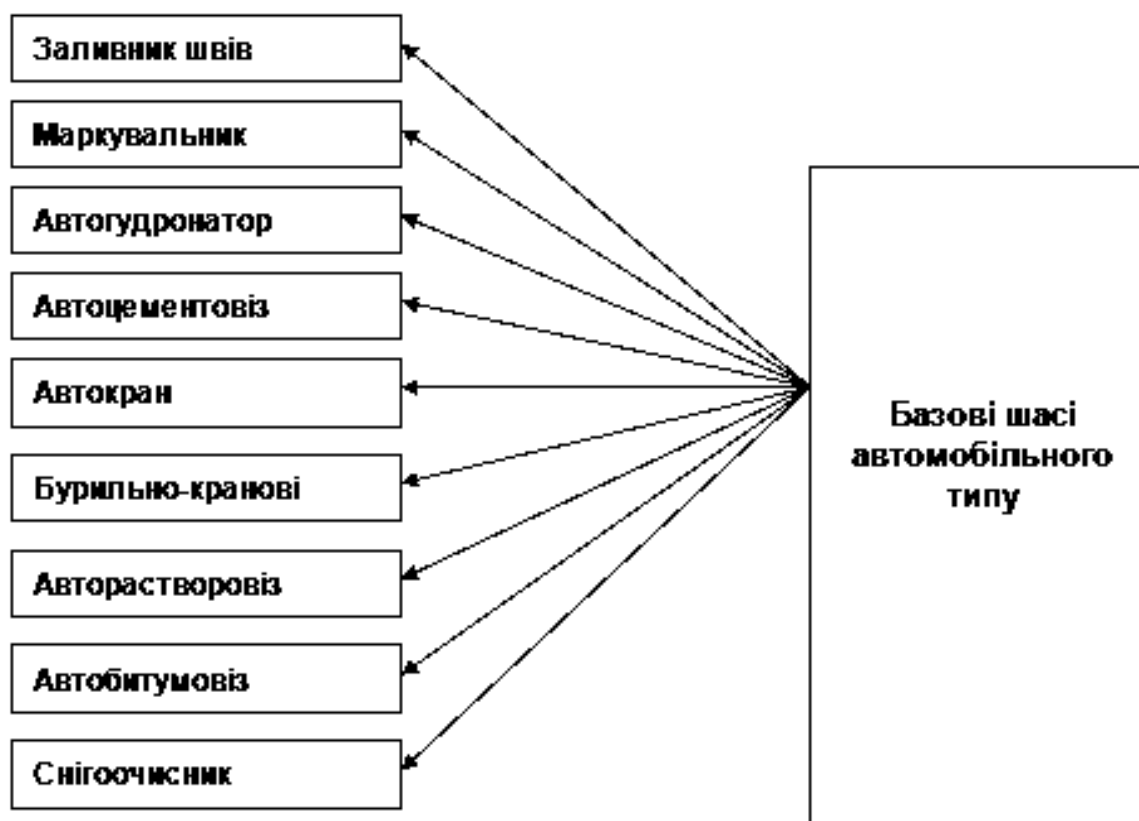 Заливник швів
Маркувальник
Автогудронатор
Автоцементовіз
Автокран
Бурильно-кранові
Авторастворовіз
Автобитумовіз
Снігоочисник
Базові шасі
автомобільного
типу